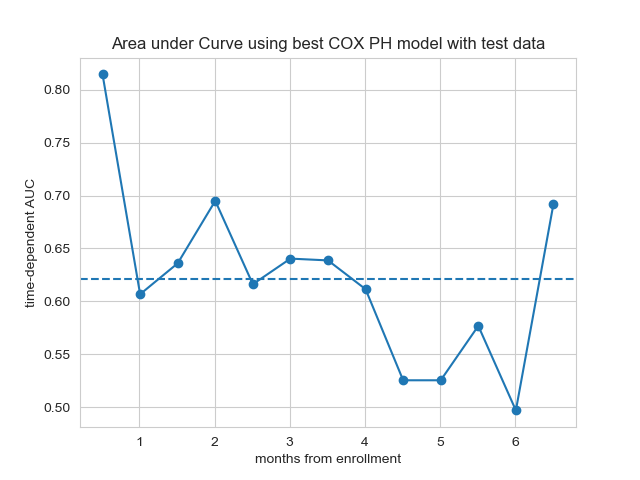 Area under Curve using best COX PH model with test data
time-dependent AUC
0.80
0.75
0.70
0.65
0.60
0.55
0.50
1 2 3 4 5 6
months from enrollment